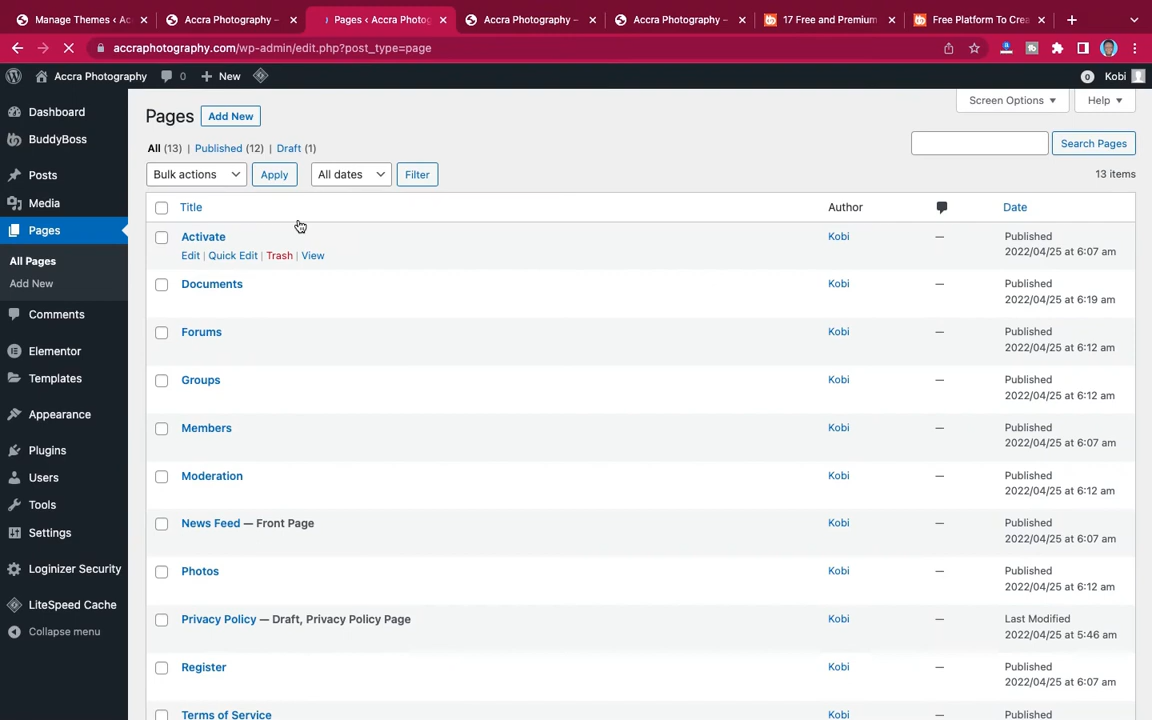 Manage Themes ‹ Ac
Accra Photography –
Pages ‹ Accra Photog
Accra Photography –
Accra Photography –
17 Free and Premium
Free Platform To Crea
accraphotography.com/wp-admin/edit.php?post_type=page
Accra Photography
0
New
0
Kobi
Dashboard
BuddyBoss
Posts
Media
Pages
All Pages
Add New
Comments
Elementor
Templates
Appearance
Plugins
Users
Tools
Settings
Loginizer Security
LiteSpeed Cache
Collapse menu
Screen Options
Help
Pages
Add New
All (13) | Published (12) | Draft (1)
Search Pages
Bulk actions
Apply
All dates
Filter
13 items
Title
Author
Date
Activate
Edit | Quick Edit | Trash | View
Kobi
—
Published
2022/04/25 at 6:07 am
Documents
Kobi
—
Published
2022/04/25 at 6:19 am
Forums
Kobi
—
Published
2022/04/25 at 6:12 am
Groups
Kobi
—
Published
2022/04/25 at 6:12 am
Members
Kobi
—
Published
2022/04/25 at 6:07 am
Moderation
Kobi
—
Published
2022/04/25 at 6:12 am
News Feed — Front Page
Kobi
—
Published
2022/04/25 at 6:07 am
Photos
Kobi
—
Published
2022/04/25 at 6:12 am
Privacy Policy — Draft, Privacy Policy Page
Kobi
—
Last Modified
2022/04/25 at 5:46 am
Register
Kobi
—
Published
2022/04/25 at 6:07 am
Terms of Service
Kobi
—
Published